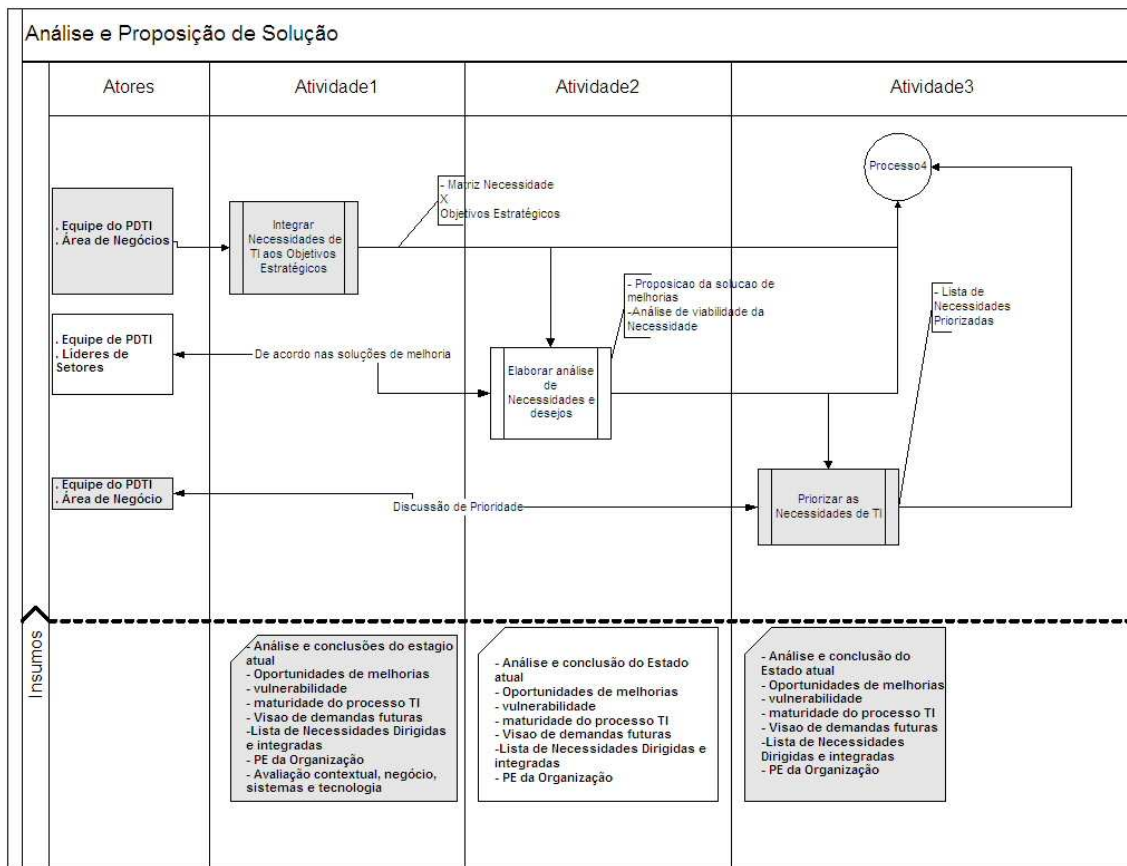 Análise e Proposição de Solução
Atores
Atividade1
Atividade2
Atividade3
Processo4
- Matriz Necessidade
X
Objetivos Estratégicos
. Equipe do PDTI
. Área de Negócios
Integrar
Necessidades de
TI aos Objetivos
Estratégicos
- Proposicao da solucao de
melhorias
-Análise de viabilidade da
Necessidade
- Lista de
Necessidades
Priorizadas
. Equipe de PDTI
. Líderes de
Setores
De acordo nas soluções de melhoria
Elaborar análise
de
Necessidades e
desejos
. Equipe do PDTI
. Área de Negócio
Discussão de Prioridade
Priorizar as
Necessidades de TI
Insumos
- Análise e conclusões do estagio
atual
- Oportunidades de melhorias
- vulnerabilidade
- maturidade do processo TI
- Visao de demandas futuras
-Lista de Necessidades Dirigidas
e integradas
- PE da Organização
- Avaliação contextual, negócio,
sistemas e tecnologia
- Análise e conclusão do Estado
atual
- Oportunidades de melhorias
- vulnerabilidade
- maturidade do processo TI
- Visao de demandas futuras
-Lista de Necessidades Dirigidas e
integradas
- PE da Organização
- Análise e conclusão do
Estado atual
- Oportunidades de melhorias
- vulnerabilidade
- maturidade do processo TI
- Visao de demandas futuras
-Lista de Necessidades
Dirigidas e integradas
- PE da Organização